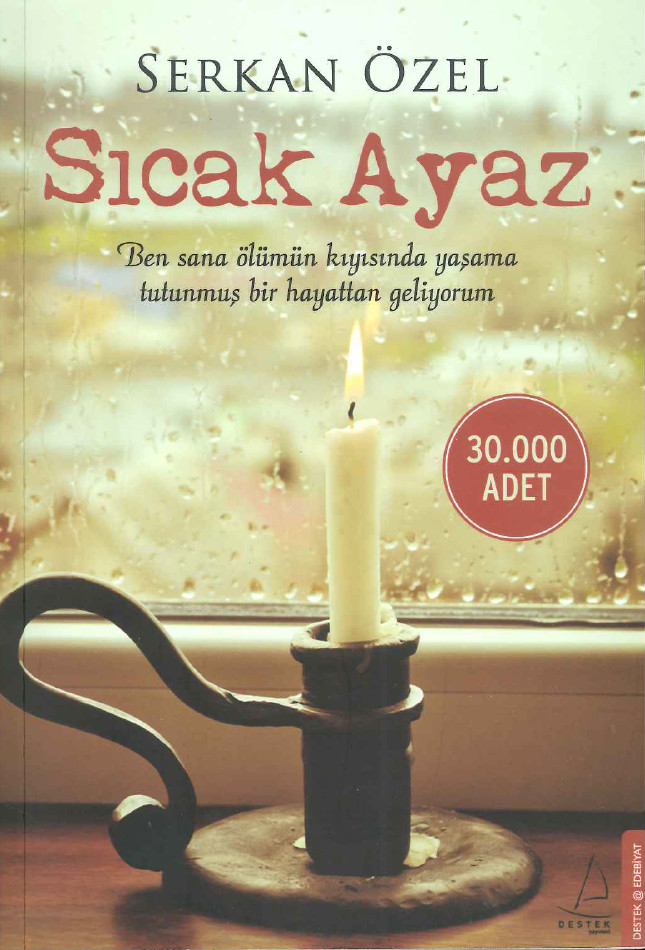 SERKAN ÖZEL
Sıcak Ayaz
Ben sana ölümün kıyısında yaşama
tutunmuş bir hayattan geliyorum
30.000
ADET
DESTEK
yayınevi
DESTEK @ EDEBİYAT